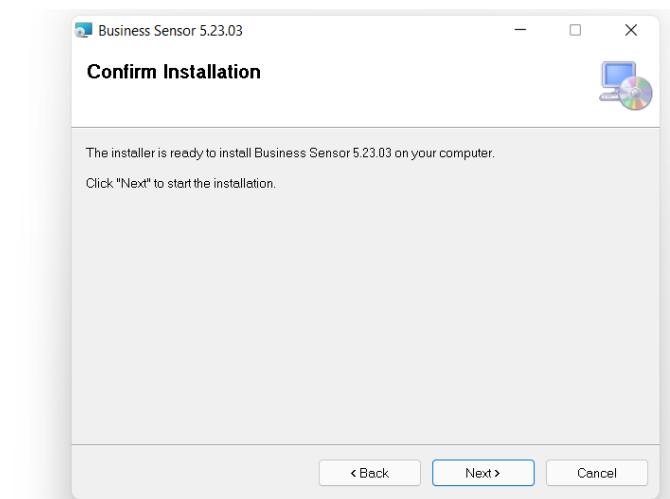 Business Sensor 5.23.03
Confirm Installation
The installer is ready to install Business Sensor 5.23.03 on your computer.
Click "Next" to start the installation.
< Back
Next >
Cancel